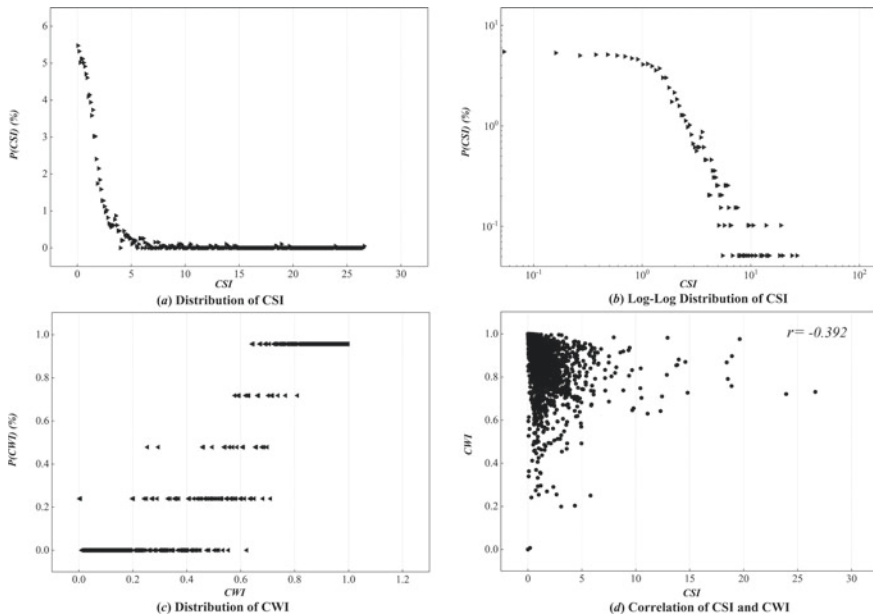 6
5
4
3
2
1
0
P(CSI) (%)
0 5 10 15 20 25 30
CSI
(a) Distribution of CSI
10¹
10⁰
10⁻¹
P(CSI) (%)
10⁻¹ 10⁰ 10¹ 10²
CSI
(b) Log-Log Distribution of CSI
1.0
0.8
0.6
0.4
0.2
0.0
P(CWI) (%)
0.0 0.2 0.4 0.6 0.8 1.0 1.2
CWI
(c) Distribution of CWI
r= -0.392
1.0
0.8
0.6
0.4
0.2
0.0
CWI
0 5 10 15 20 25 30
CSI
(d) Correlation of CSI and CWI